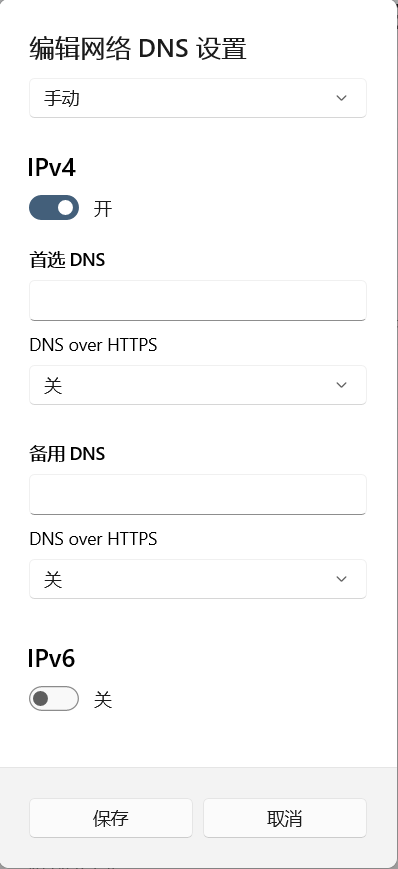 编辑网络 DNS 设置
手动
IPv4
开
首选 DNS
DNS over HTTPS
关
备用 DNS
DNS over HTTPS
关
IPv6
关
保存 取消